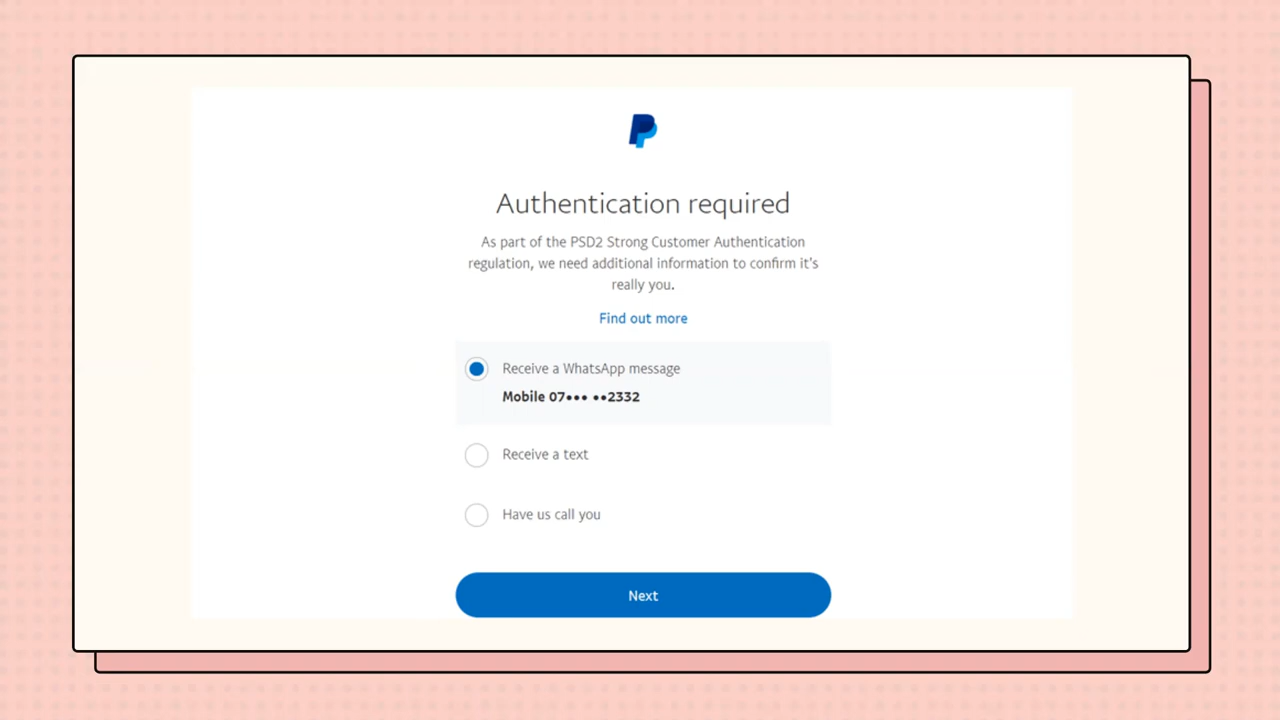 Authentication required
As part of the PSD2 Strong Customer Authentication
regulation, we need additional information to confirm it's
really you.
Find out more
Receive a WhatsApp message
Mobile 07••• ••2332
Receive a text
Have us call you
Next